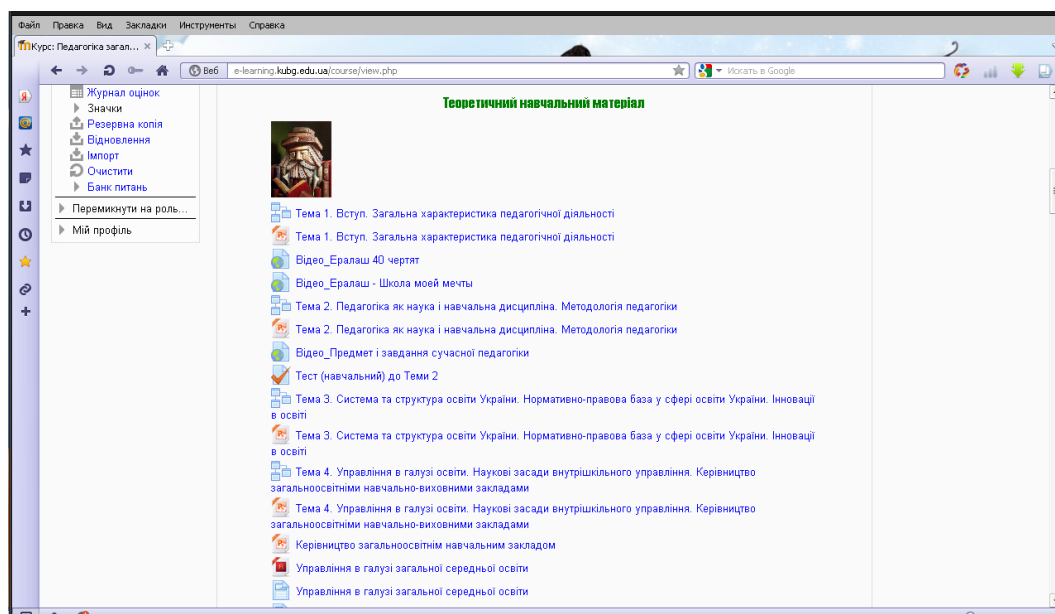 Файл Правка Вид Закладки Инструменты Справка
Курс: Педагогіка загал...
Веб e-learning.kubg.edu.ua/course/view.php Искать в Google
Журнал оцінок
Значки
Резервна копія
Відновлення
Імпорт
Очистити
Банк питань
Перемикнути на роль...
Мій профіль
Теоретичний навчальний матеріал
Тема 1. Вступ. Загальна характеристика педагогічної діяльності
Тема 1. Вступ. Загальна характеристика педагогічної діяльності
Відео_Ералаш 40 чертят
Відео_Ералаш - Школа моей мечты
Тема 2. Педагогіка як наука і навчальна дисципліна. Методологія педагогіки
Тема 2. Педагогіка як наука і навчальна дисципліна. Методологія педагогіки
Відео_Предмет і завдання сучасної педагогіки
Тест (навчальний) до Теми 2
Тема 3. Система та структура освіти України. Нормативно-правова база у сфері освіти України. Інновації
в освіті
Тема 3. Система та структура освіти України. Нормативно-правова база у сфері освіти України. Інновації
в освіті
Тема 4. Управління в галузі освіти. Наукові засади внутрішкільного управління. Керівництво
загальноосвітніми навчально-виховними закладами
Тема 4. Управління в галузі освіти. Наукові засади внутрішкільного управління. Керівництво
загальноосвітніми навчально-виховними закладами
Керівництво загальноосвітнім навчальним закладом
Управління в галузі загальної середньої освіти
Управління в галузі загальної середньої освіти